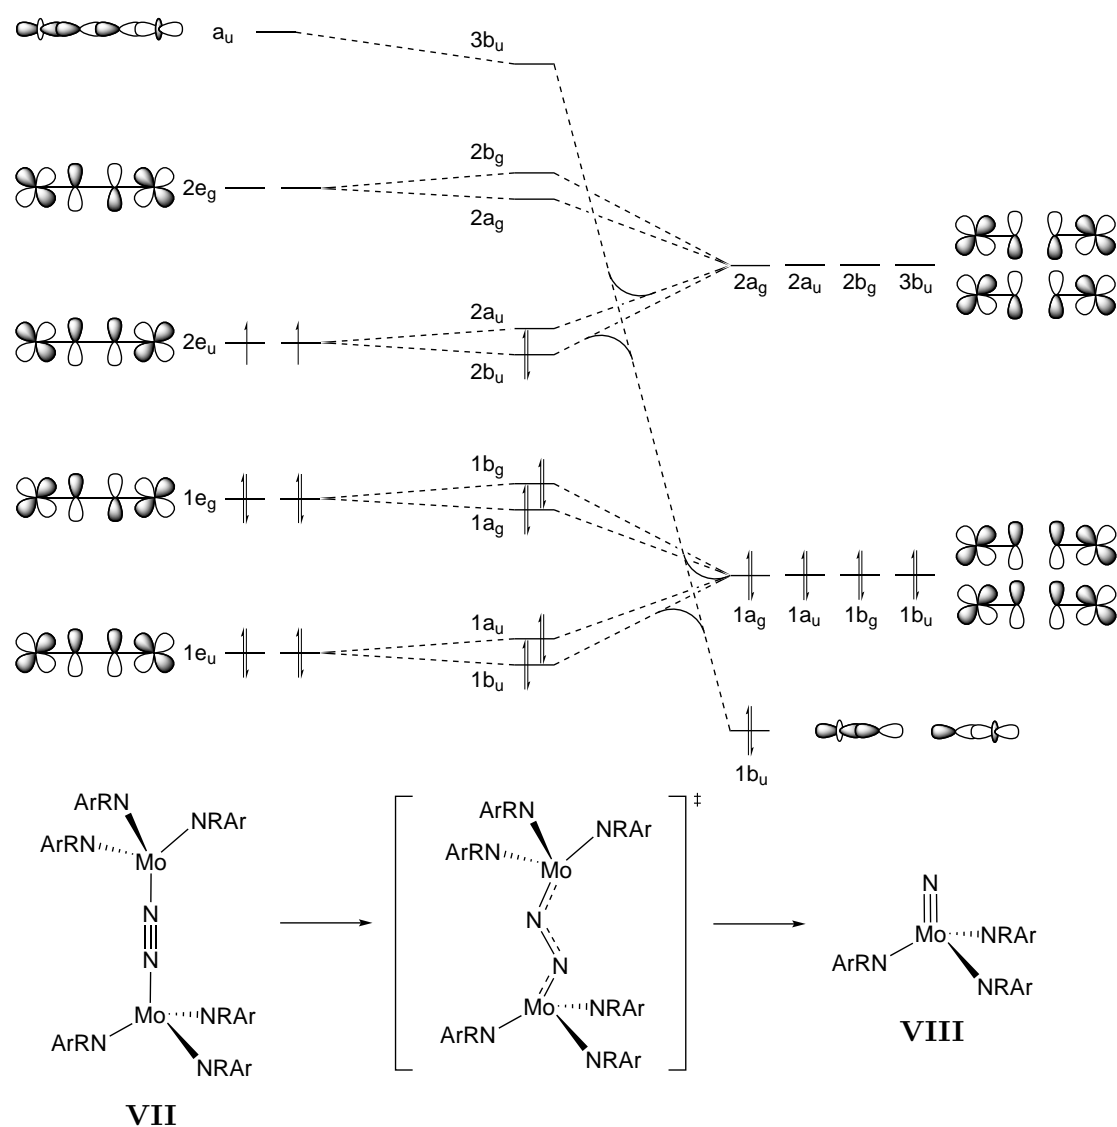 a_u 3b_u
2b_g
2e_g
2a_g
2a_g 2a_u 2b_g 3b_u
2a_u
2e_u
2b_u
1b_g
1e_g
1a_g
1a_g 1a_u 1b_g 1b_u
1a_u
1e_u
1b_u
1b_u
ArRN
NRAr
ArRN
Mo
N
N
Mo
NRAr
ArRN
NRAr
VII
‡
ArRN
NRAr
ArRN
Mo
N
N
Mo
NRAr
ArRN
NRAr
N
Mo
NRAr
ArRN
NRAr
VIII